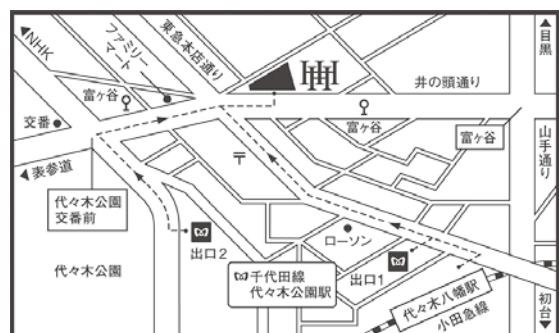 NHK
ファミリー
マート
東急本店通り
HHH
井の頭通り
目黒
富ヶ谷
交番
富ヶ谷
富ヶ谷
山手通り
表参道
〒
代々木公園
交番前
ローソン
出口2
出口1
代々木公園
千代田線
代々木公園駅
代々木八幡駅
小田急線
初台